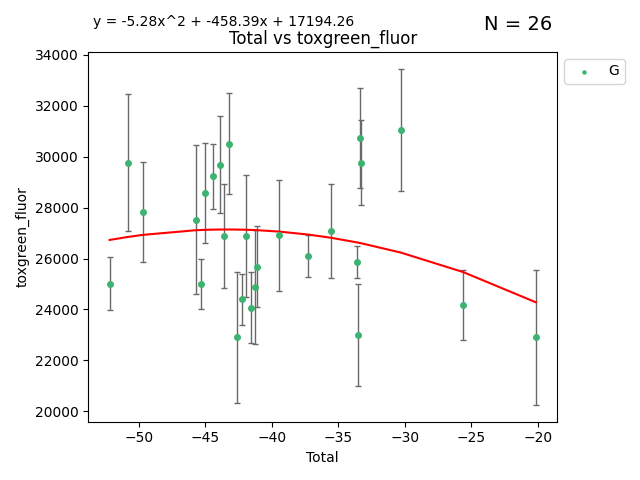 y = -5.28x^2 + -458.39x + 17194.26
N = 26
Total vs toxgreen_fluor
G
34000
32000
30000
28000
26000
24000
22000
20000
toxgreen_fluor
−50
−45
−40
−35
−30
−25
−20
Total